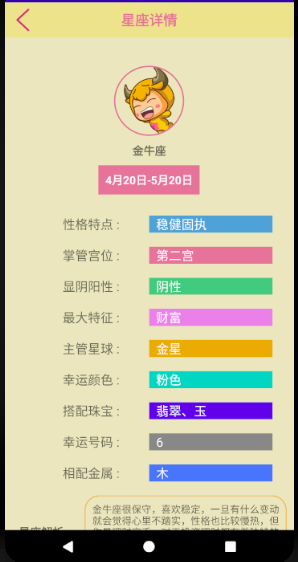 星座详情
金牛座
4月20日-5月20日
性格特点： 稳健固执
掌管宫位： 第二宫
显阴阳性： 阴性
最大特征： 财富
主管星球： 金星
幸运颜色： 粉色
搭配珠宝： 翡翠、玉
幸运号码： 6
相配金属： 木
金牛座很保守，喜欢稳定，一旦有什么变动
就会觉得心里不踏实，性格也比较慢热，但